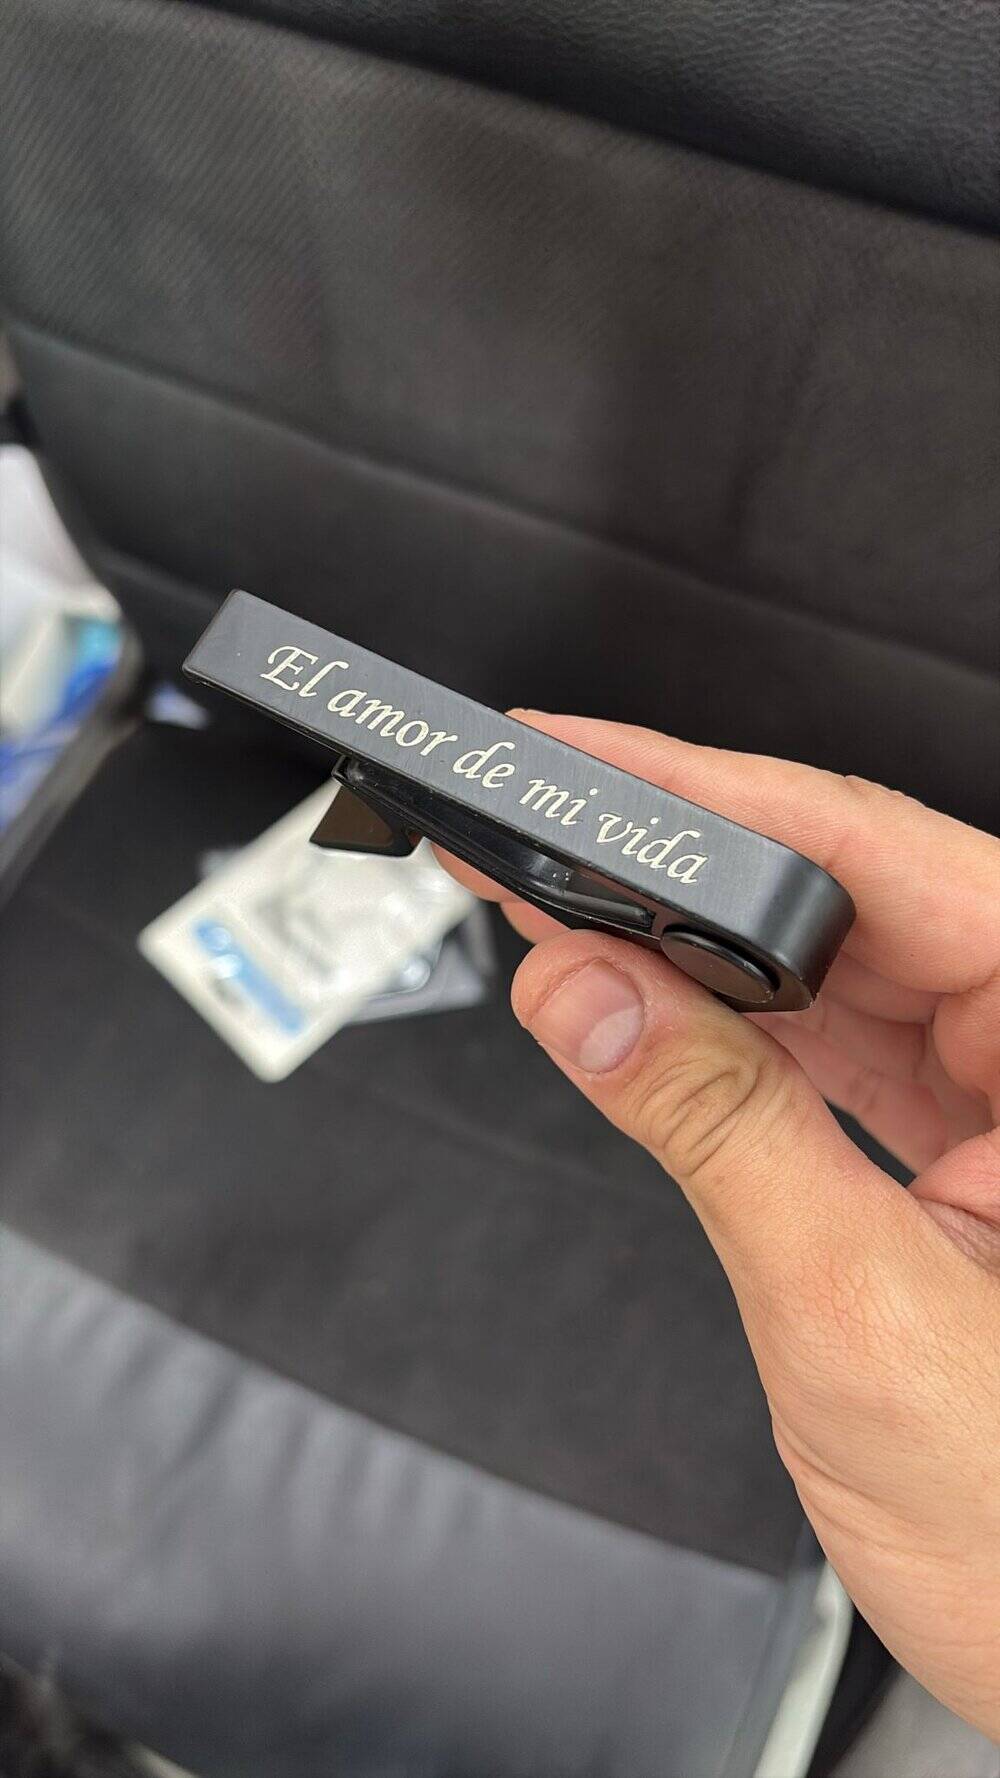 El amor de mi vida